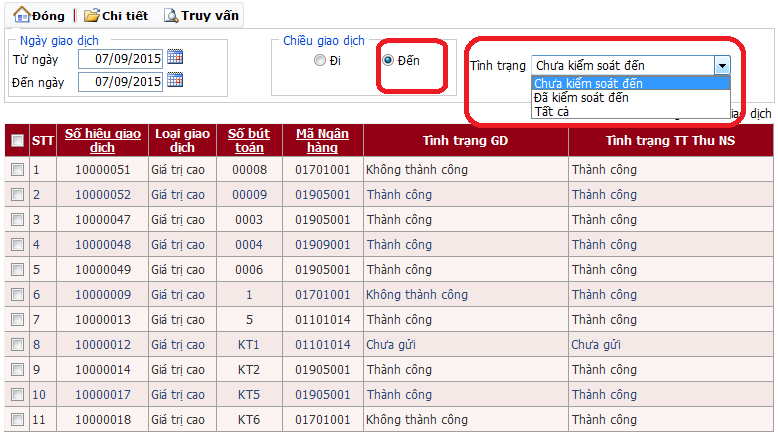 Đóng Chi tiết Truy vấn
Ngày giao dịch
Từ ngày 07/09/2015
Đến ngày 07/09/2015
Chiều giao dịch
Đi Đến
Tình trạng Chưa kiểm soát đến
Chưa kiểm soát đến
Đã kiểm soát đến
Tất cả
giao dịch
STT Số hiệu giao dịch Loại giao dịch Số bút toán Mã Ngân hàng Tình trạng GD Tình trạng TT Thu NS
1 10000051 Giá trị cao 00008 01701001 Không thành công Thành công
2 10000052 Giá trị cao 00009 01905001 Thành công Thành công
3 10000047 Giá trị cao 0003 01905001 Thành công Thành công
4 10000048 Giá trị cao 0004 01909001 Thành công Thành công
5 10000049 Giá trị cao 0006 01905001 Thành công Thành công
6 10000009 Giá trị cao 1 01701001 Không thành công Thành công
7 10000013 Giá trị cao 5 01101014 Thành công Thành công
8 10000012 Giá trị cao KT1 01101014 Chưa gửi Chưa gửi
9 10000014 Giá trị cao KT2 01905001 Thành công Thành công
10 10000017 Giá trị cao KT5 01905001 Thành công Thành công
11 10000018 Giá trị cao KT6 01701001 Không thành công Thành công